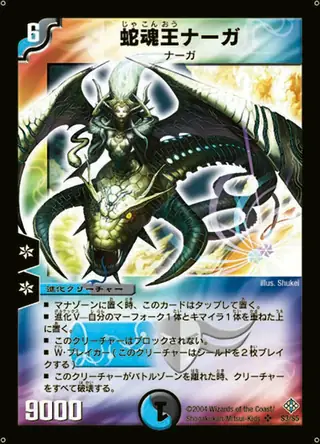 6
じゃこんおう
蛇魂王ナーガ
ナーガ
illus. Shukei
進化クリーチャー
■ マナゾーンに置く時、このカードはタップして置く。
■ 進化V－自分のマーフォーク1体とキマイラ1体を重ねた上に置く。
■ このクリーチャーはブロックされない。
■ W・ブレイカー（このクリーチャーはシールドを2枚ブレイクする）
■ このクリーチャーがバトルゾーンを離れた時、クリーチャーをすべて破壊する。
9000
©2004 Wizards of the Coast/
Shogakukan/Mitsui-Kids
S3/S5